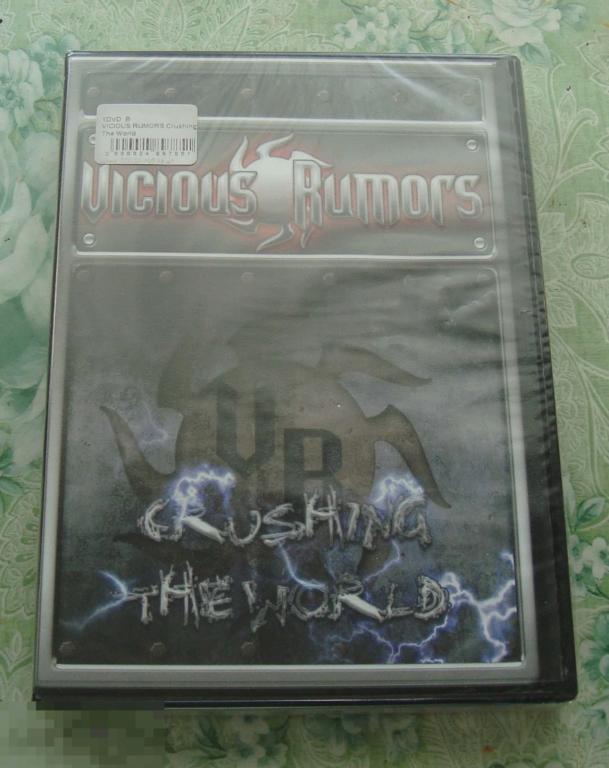 1DVD B
VICIOUS RUMORS Crushing
The World
Vicious Rumors
VR
CRUSHING
THE WORLD